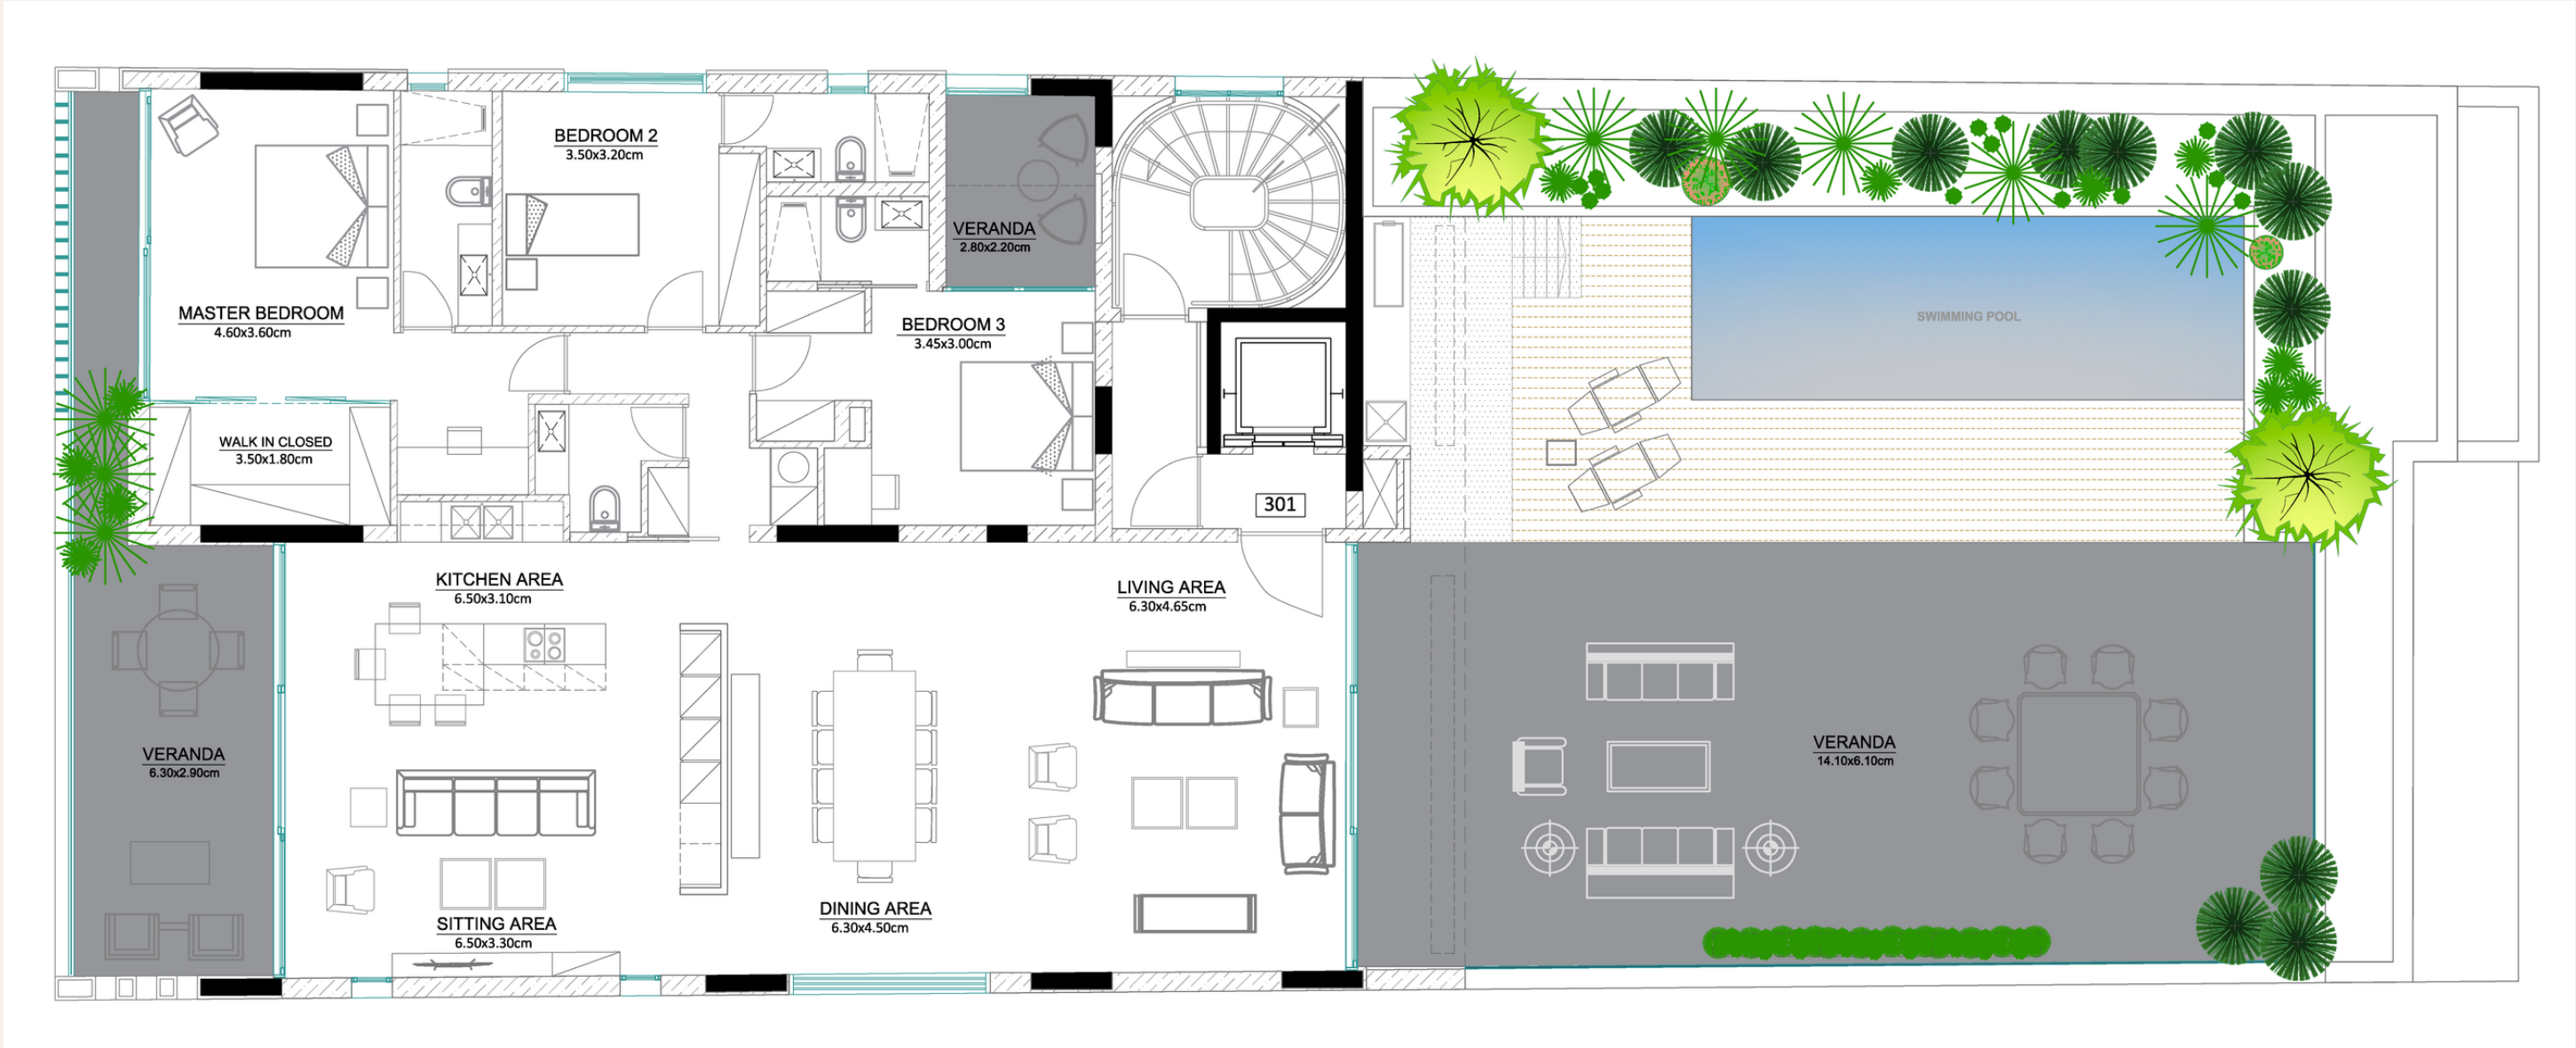 BEDROOM 2
3.50x3.20cm
VERANDA
2.80x2.20cm
MASTER BEDROOM
4.60x3.60cm
BEDROOM 3
3.45x3.00cm
SWIMMING POOL
WALK IN CLOSED
3.50x1.80cm
301
KITCHEN AREA
6.50x3.10cm
LIVING AREA
6.30x4.65cm
VERANDA
6.30x2.90cm
VERANDA
14.10x6.10cm
SITTING AREA
6.50x3.30cm
DINING AREA
6.30x4.50cm